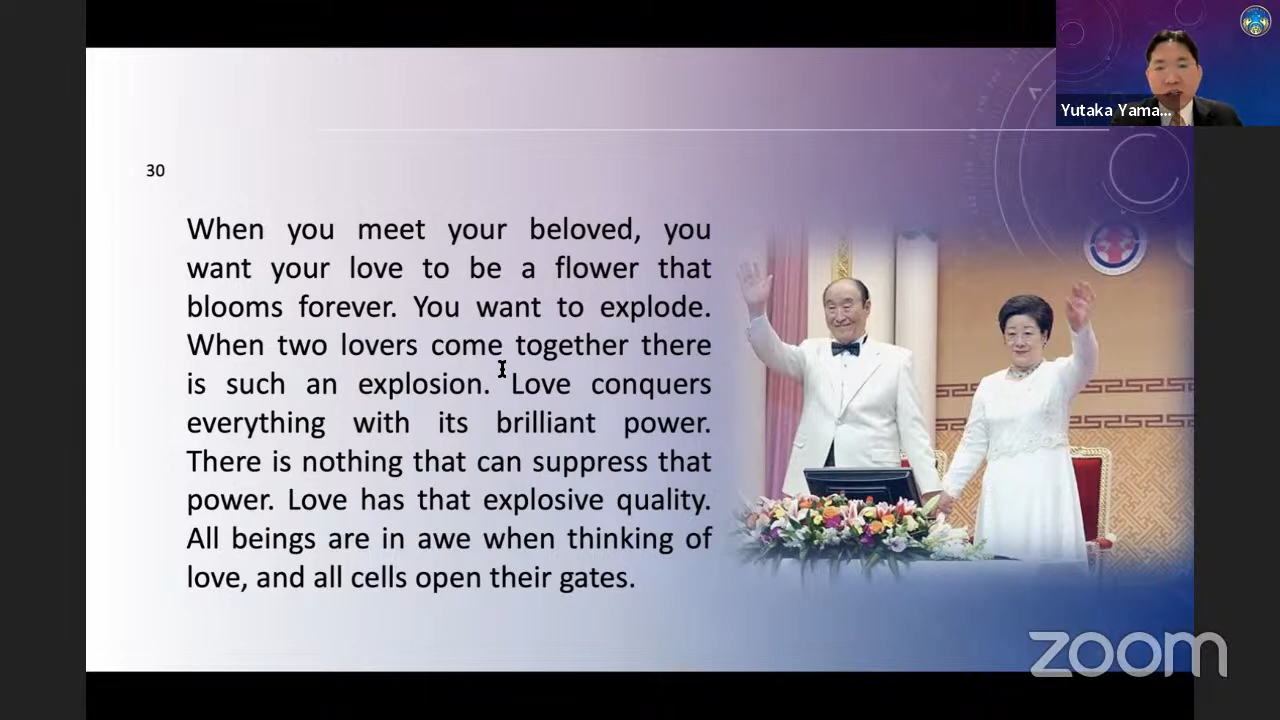 Yutaka Yama...
30
When you meet your beloved, you
want your love to be a flower that
blooms forever. You want to explode.
When two lovers come together there
is such an explosion. Love conquers
everything with its brilliant power.
There is nothing that can suppress that
power. Love has that explosive quality.
All beings are in awe when thinking of
love, and all cells open their gates.
zoom